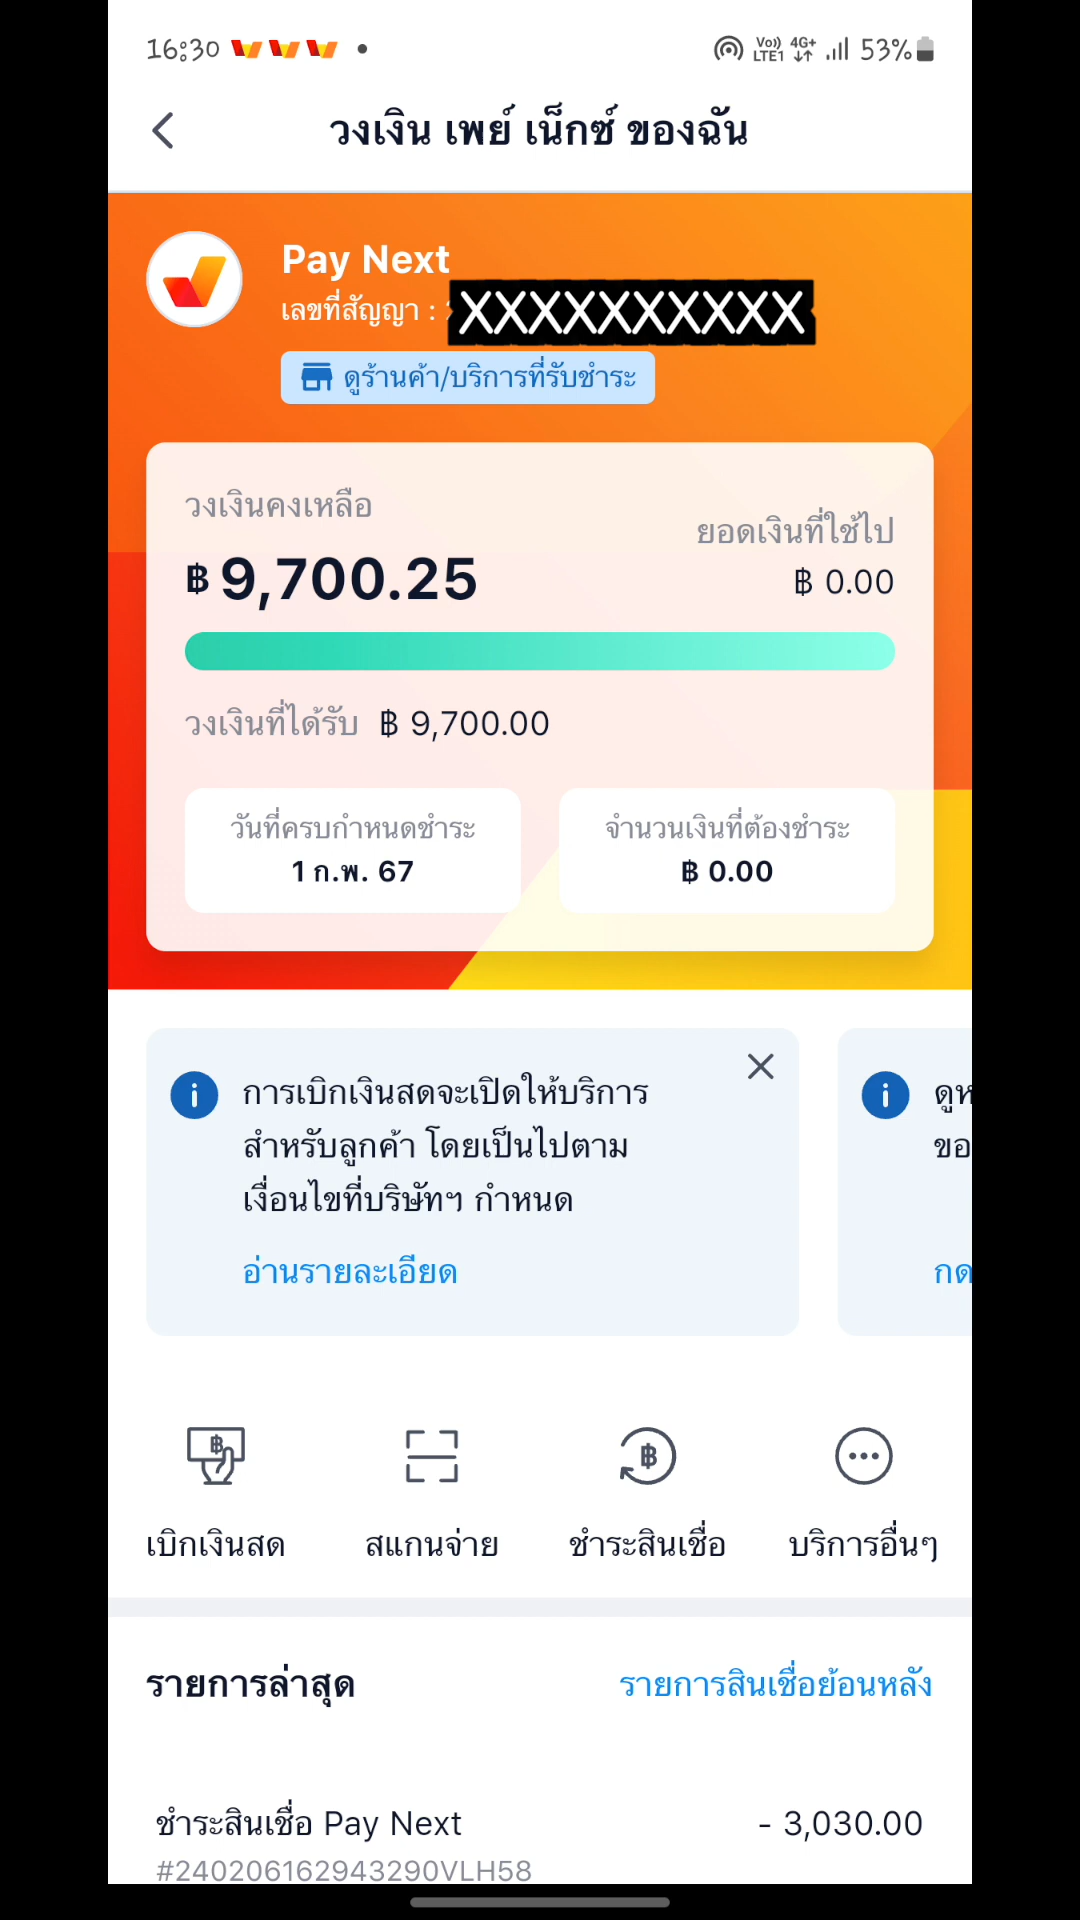 16:30
Vo)) LTE1 4G+ 53%
วงเงิน เพย์ เน็กซ์ ของฉัน
Pay Next
เลขที่สัญญา : XXXXXXXXXX
ดูร้านค้า/บริการที่รับชำระ
วงเงินคงเหลือ
฿ 9,700.25
ยอดเงินที่ใช้ไป
฿ 0.00
วงเงินที่ได้รับ ฿ 9,700.00
วันที่ครบกำหนดชำระ
1 ก.พ. 67
จำนวนเงินที่ต้องชำระ
฿ 0.00
การเบิกเงินสดจะเปิดให้บริการ
สำหรับลูกค้า โดยเป็นไปตาม
เงื่อนไขที่บริษัทฯ กำหนด
อ่านรายละเอียด
ขอ
กด
เบิกเงินสด
สแกนจ่าย
ชำระสินเชื่อ
บริการอื่นๆ
รายการล่าสุด
รายการสินเชื่อย้อนหลัง
ชำระสินเชื่อ Pay Next - 3,030.00
#240206162943290VLH58